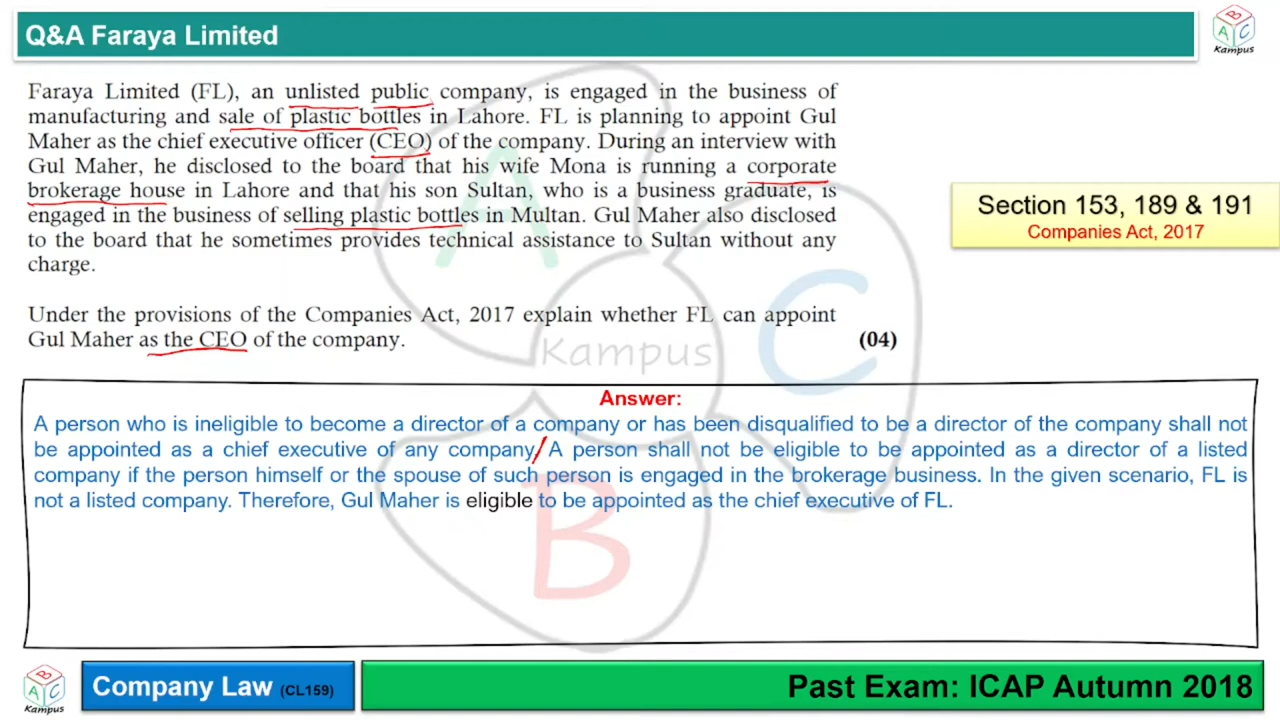 Q&A Faraya Limited
A B C
Kampus
Faraya Limited (FL), an unlisted public company, is engaged in the business of
manufacturing and sale of plastic bottles in Lahore. FL is planning to appoint Gul
Maher as the chief executive officer (CEO) of the company. During an interview with
Gul Maher, he disclosed to the board that his wife Mona is running a corporate
brokerage house in Lahore and that his son Sultan, who is a business graduate, is
engaged in the business of selling plastic bottles in Multan. Gul Maher also disclosed
to the board that he sometimes provides technical assistance to Sultan without any
charge.
Under the provisions of the Companies Act, 2017 explain whether FL can appoint
Gul Maher as the CEO of the company. (04)
Section 153, 189 & 191
Companies Act, 2017
A
Kampus
C
B
Answer:
A person who is ineligible to become a director of a company or has been disqualified to be a director of the company shall not
be appointed as a chief executive of any company/A person shall not be eligible to be appointed as a director of a listed
company if the person himself or the spouse of such person is engaged in the brokerage business. In the given scenario, FL is
not a listed company. Therefore, Gul Maher is eligible to be appointed as the chief executive of FL.
A B C
Kampus
Company Law (CL159)
Past Exam: ICAP Autumn 2018